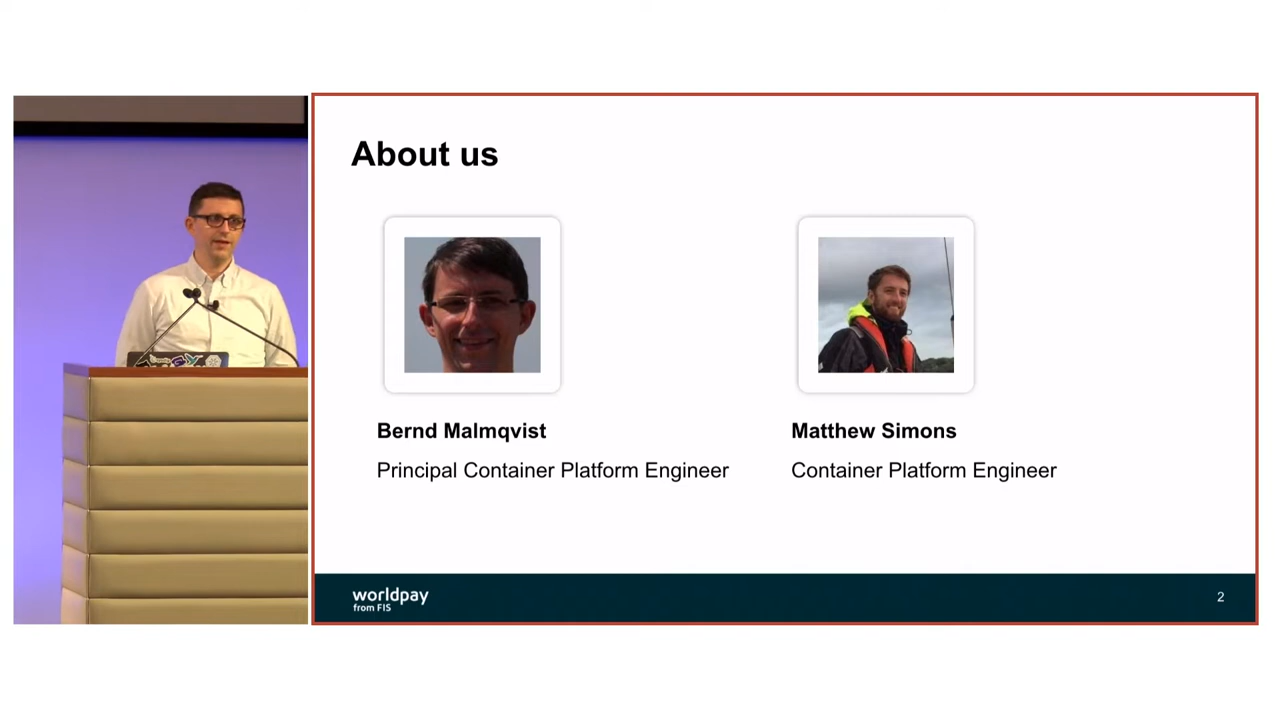 About us
Bernd Malmqvist
Principal Container Platform Engineer
Matthew Simons
Container Platform Engineer
worldpay
from FIS
2